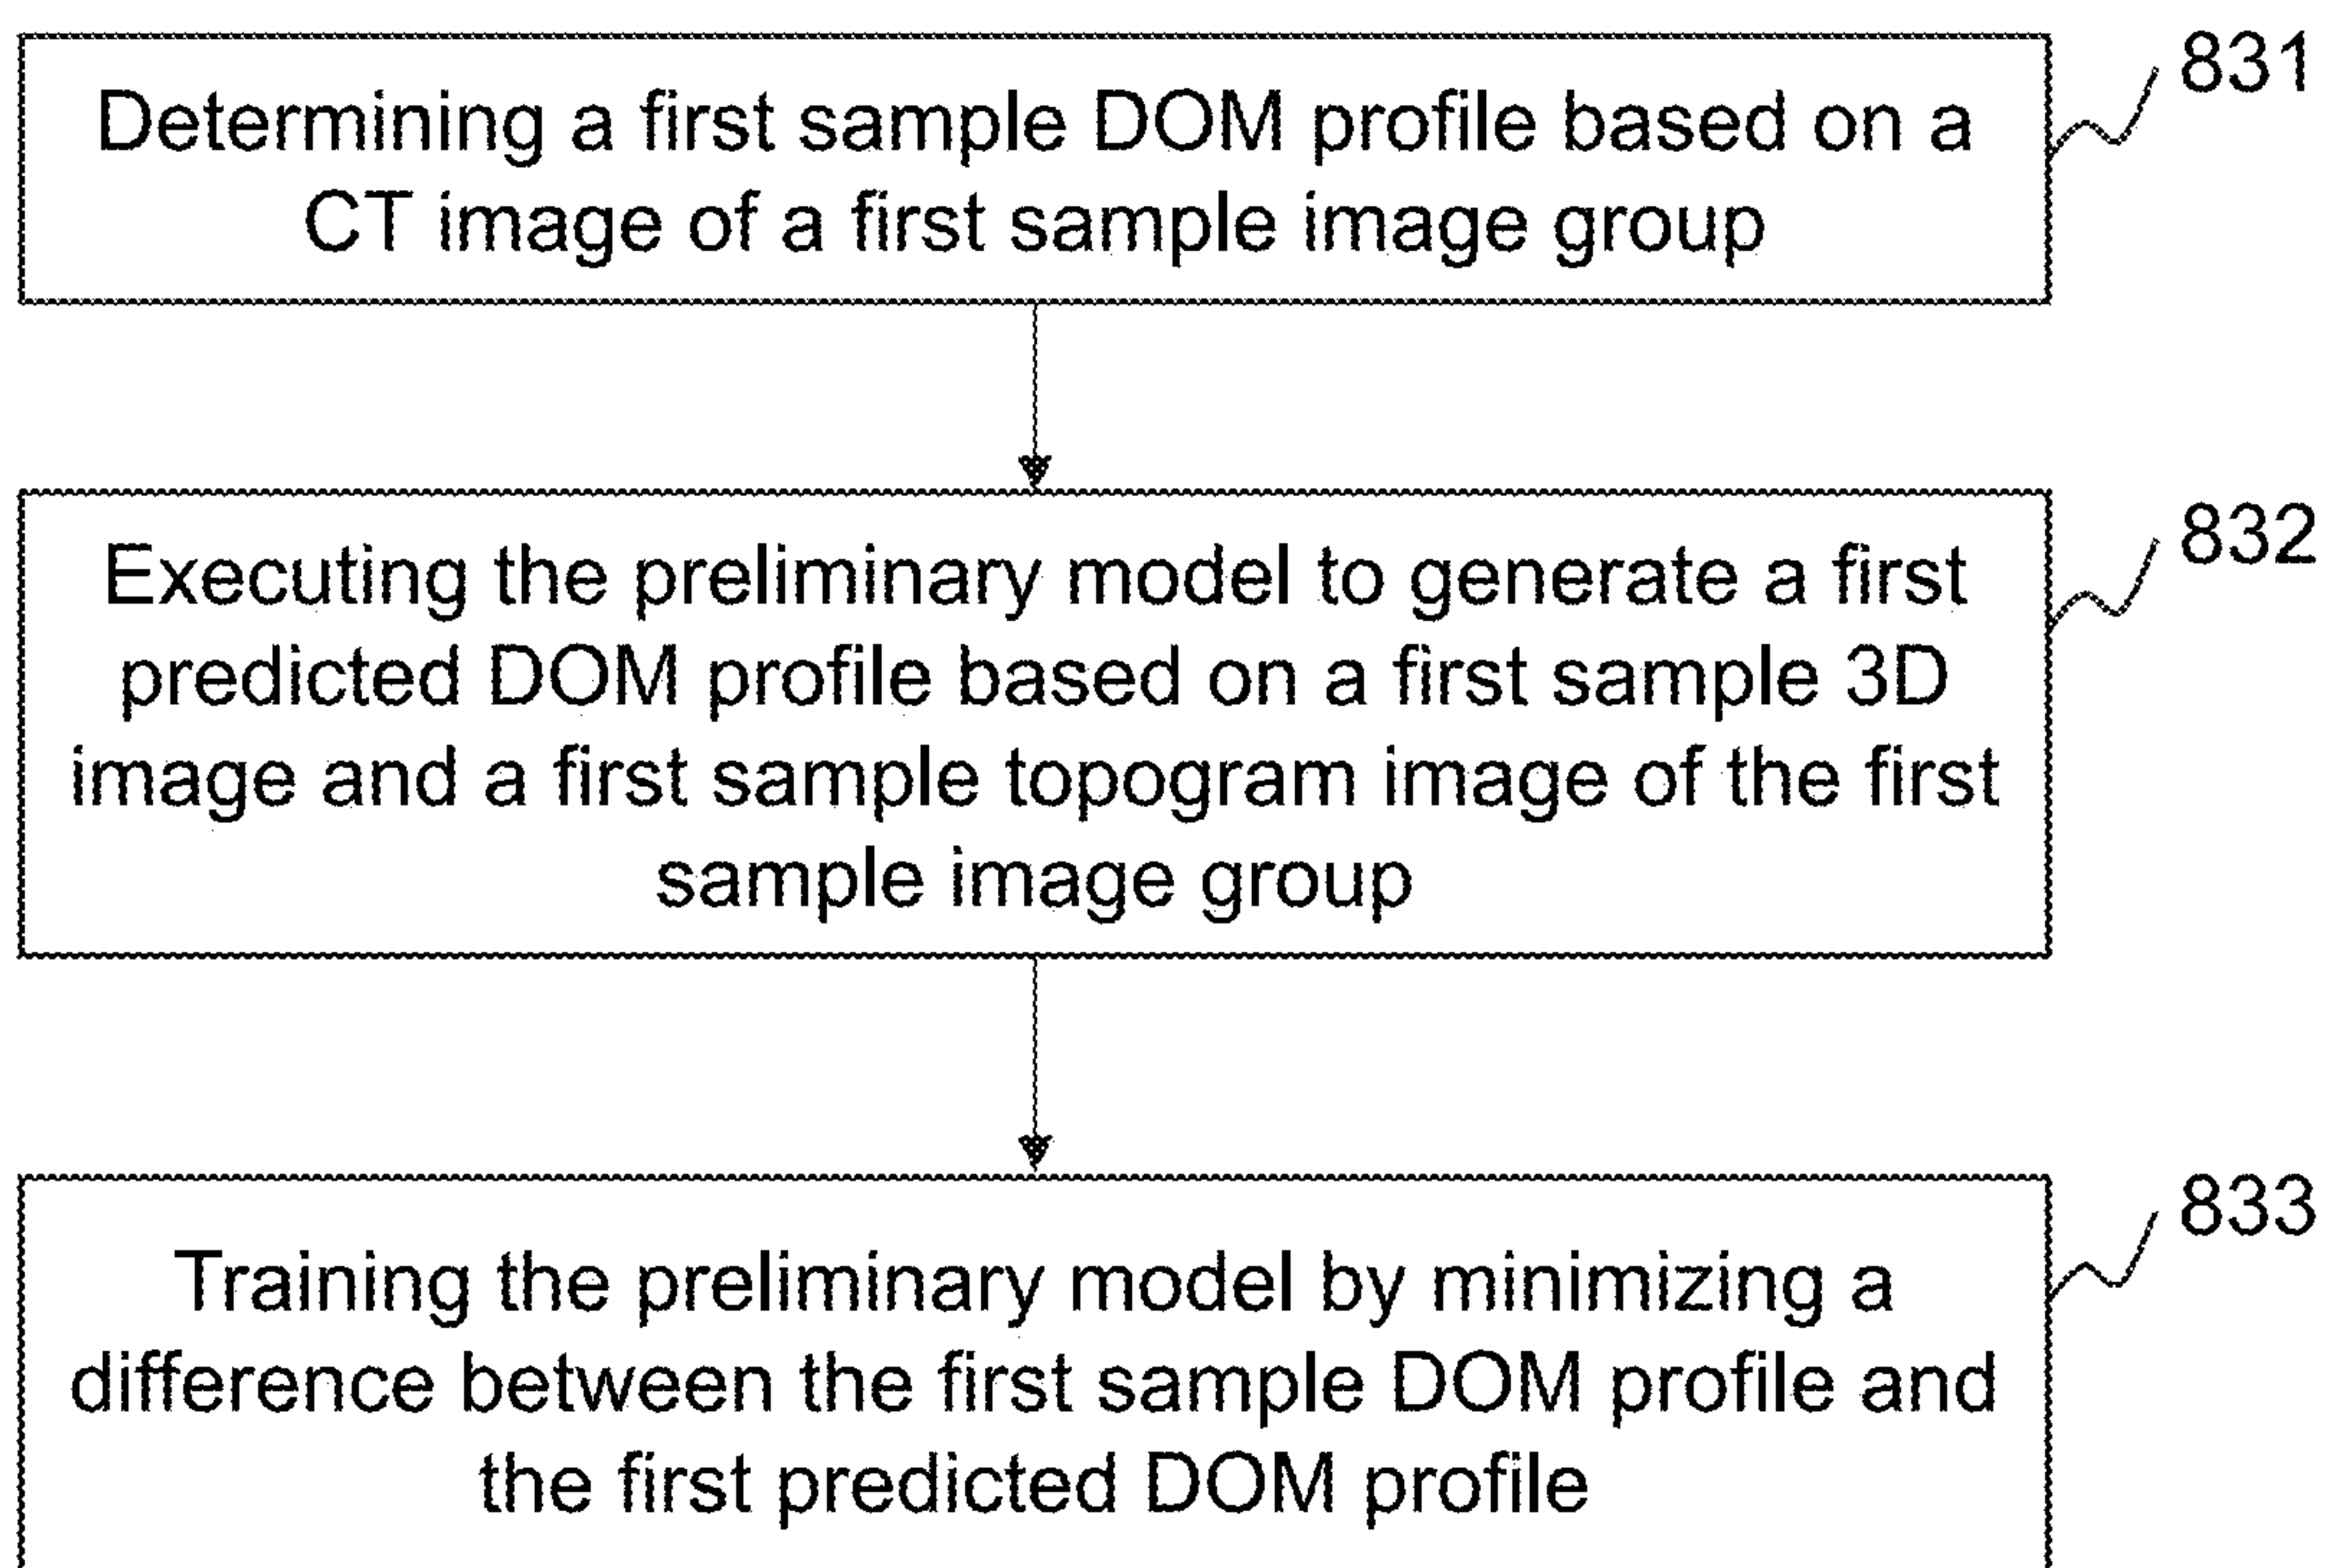 Determining a first sample DOM profile based on a
CT image of a first sample image group
831
Executing the preliminary model to generate a first
predicted DOM profile based on a first sample 3D
image and a first sample topogram image of the first
sample image group
832
Training the preliminary model by minimizing a
difference between the first sample DOM profile and
the first predicted DOM profile
833